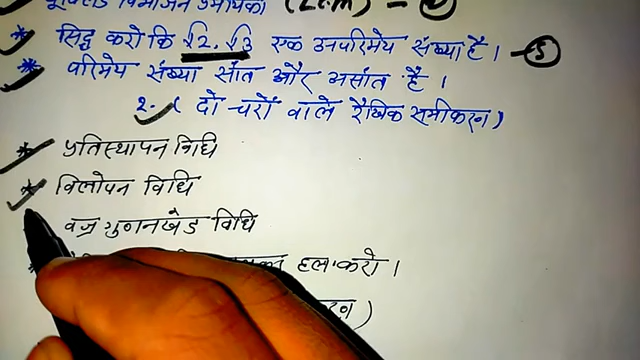 यूक्लिड विभाजन (L.C.M) -
सिद्ध करो कि √2, √3 एक अपरिमेय संख्या है। -5
परिमेय संख्या सांत और असांत है।
2. (दो चरों वाले रैखिक समीकरण)
प्रतिस्थापन विधि
विलोपन विधि
वज्र गुणनखंड विधि
हल करो।